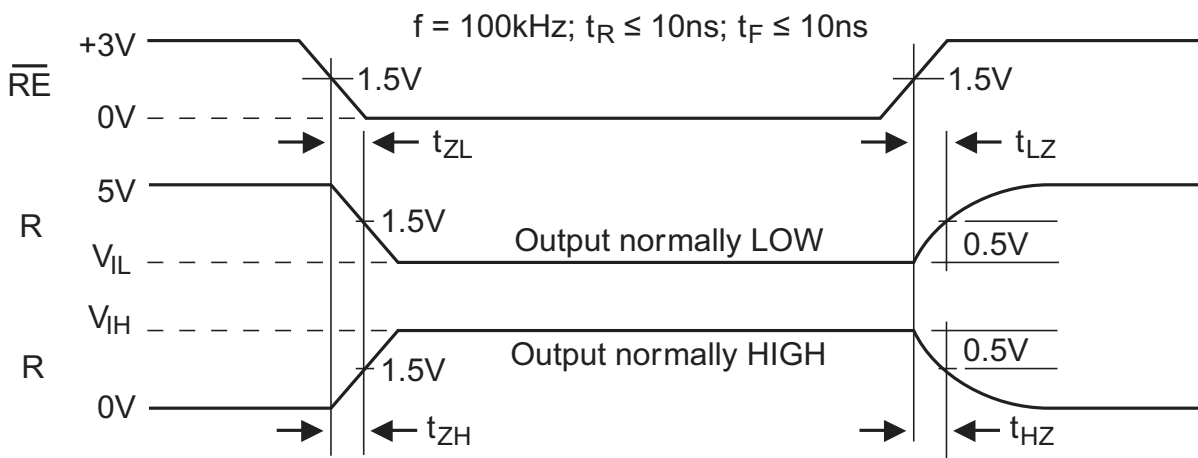 f = 100kHz; tR ≤ 10ns; tF ≤ 10ns
+3V
R̅E̅
1.5V
1.5V
0V
tZL
tLZ
5V
R
1.5V
Output normally LOW
0.5V
VIL
VIH
R
1.5V
Output normally HIGH
0.5V
0V
tZH
tHZ